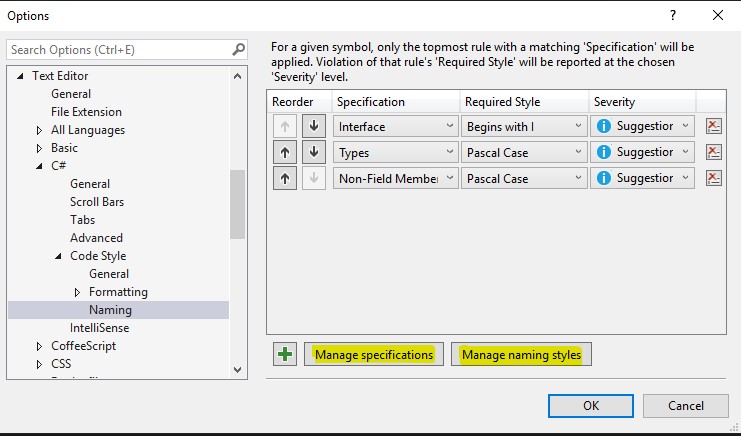 Options
?
Search Options (Ctrl+E)
Text Editor
General
File Extension
All Languages
Basic
C#
General
Scroll Bars
Tabs
Advanced
Code Style
General
Formatting
Naming
IntelliSense
CoffeeScript
CSS
For a given symbol, only the topmost rule with a matching 'Specification' will be
applied. Violation of that rule's 'Required Style' will be reported at the chosen
'Severity' level.
Reorder Specification Required Style Severity
Interface Begins with I Suggestion
Types Pascal Case Suggestion
Non-Field Member Pascal Case Suggestion
Manage specifications Manage naming styles
OK Cancel